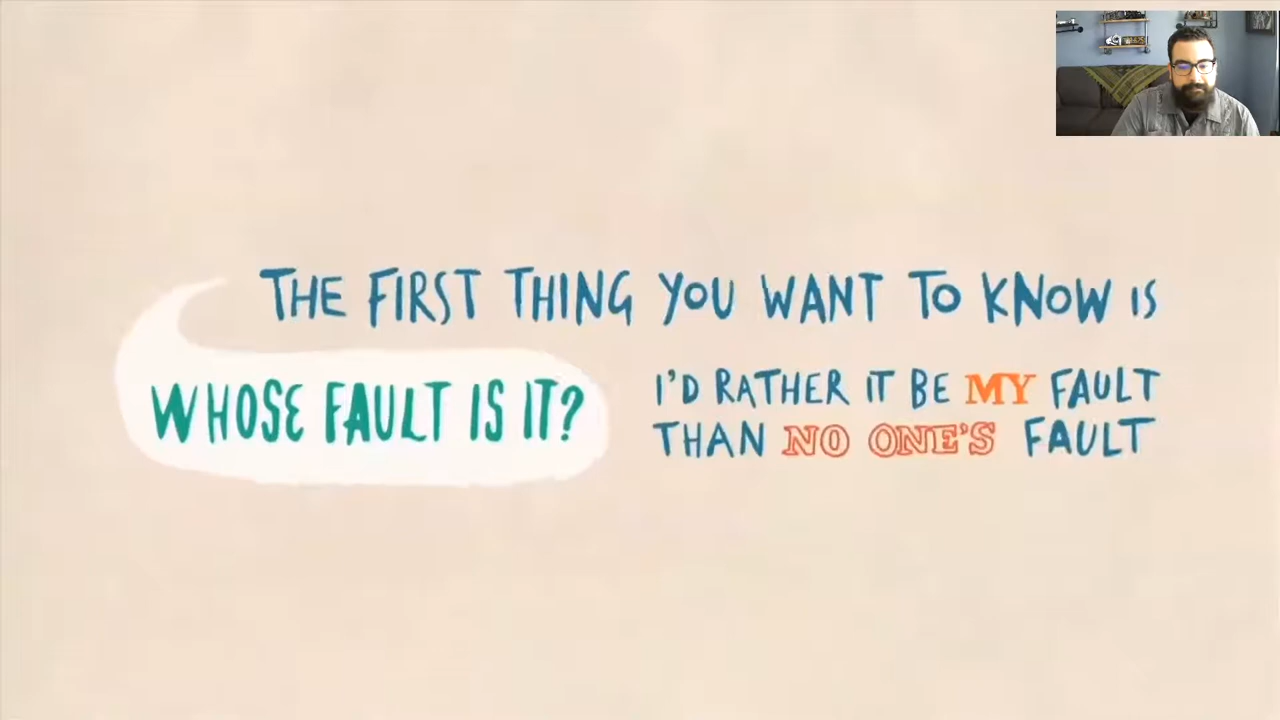 THE FIRST THING YOU WANT TO KNOW IS
WHOSE FAULT IS IT?
I'D RATHER IT BE MY FAULT
THAN NO ONE'S FAULT